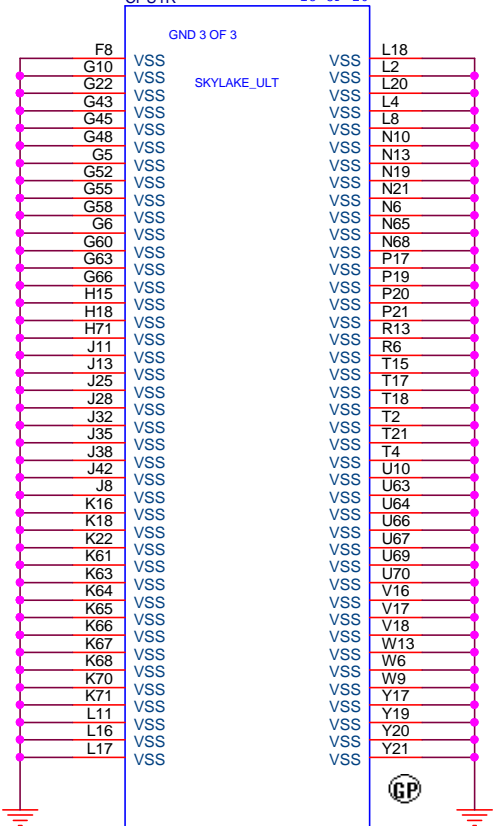 GND 3 OF 3
SKYLAKE_ULT
F8 VSS VSS L18
G10 VSS VSS L2
G22 VSS VSS L20
G43 VSS VSS L4
G45 VSS VSS L8
G48 VSS VSS N10
G5 VSS VSS N13
G52 VSS VSS N19
G55 VSS VSS N21
G58 VSS VSS N6
G6 VSS VSS N65
G60 VSS VSS N68
G63 VSS VSS P17
G66 VSS VSS P19
H15 VSS VSS P20
H18 VSS VSS P21
H71 VSS VSS R13
J11 VSS VSS R6
J13 VSS VSS T15
J25 VSS VSS T17
J28 VSS VSS T18
J32 VSS VSS T2
J35 VSS VSS T21
J38 VSS VSS T4
J42 VSS VSS U10
J8 VSS VSS U63
K16 VSS VSS U64
K18 VSS VSS U66
K22 VSS VSS U67
K61 VSS VSS U69
K63 VSS VSS U70
K64 VSS VSS V16
K65 VSS VSS V17
K66 VSS VSS V18
K67 VSS VSS W13
K68 VSS VSS W6
K70 VSS VSS W9
K71 VSS VSS Y17
L11 VSS VSS Y19
L16 VSS VSS Y20
L17 VSS VSS Y21
GP